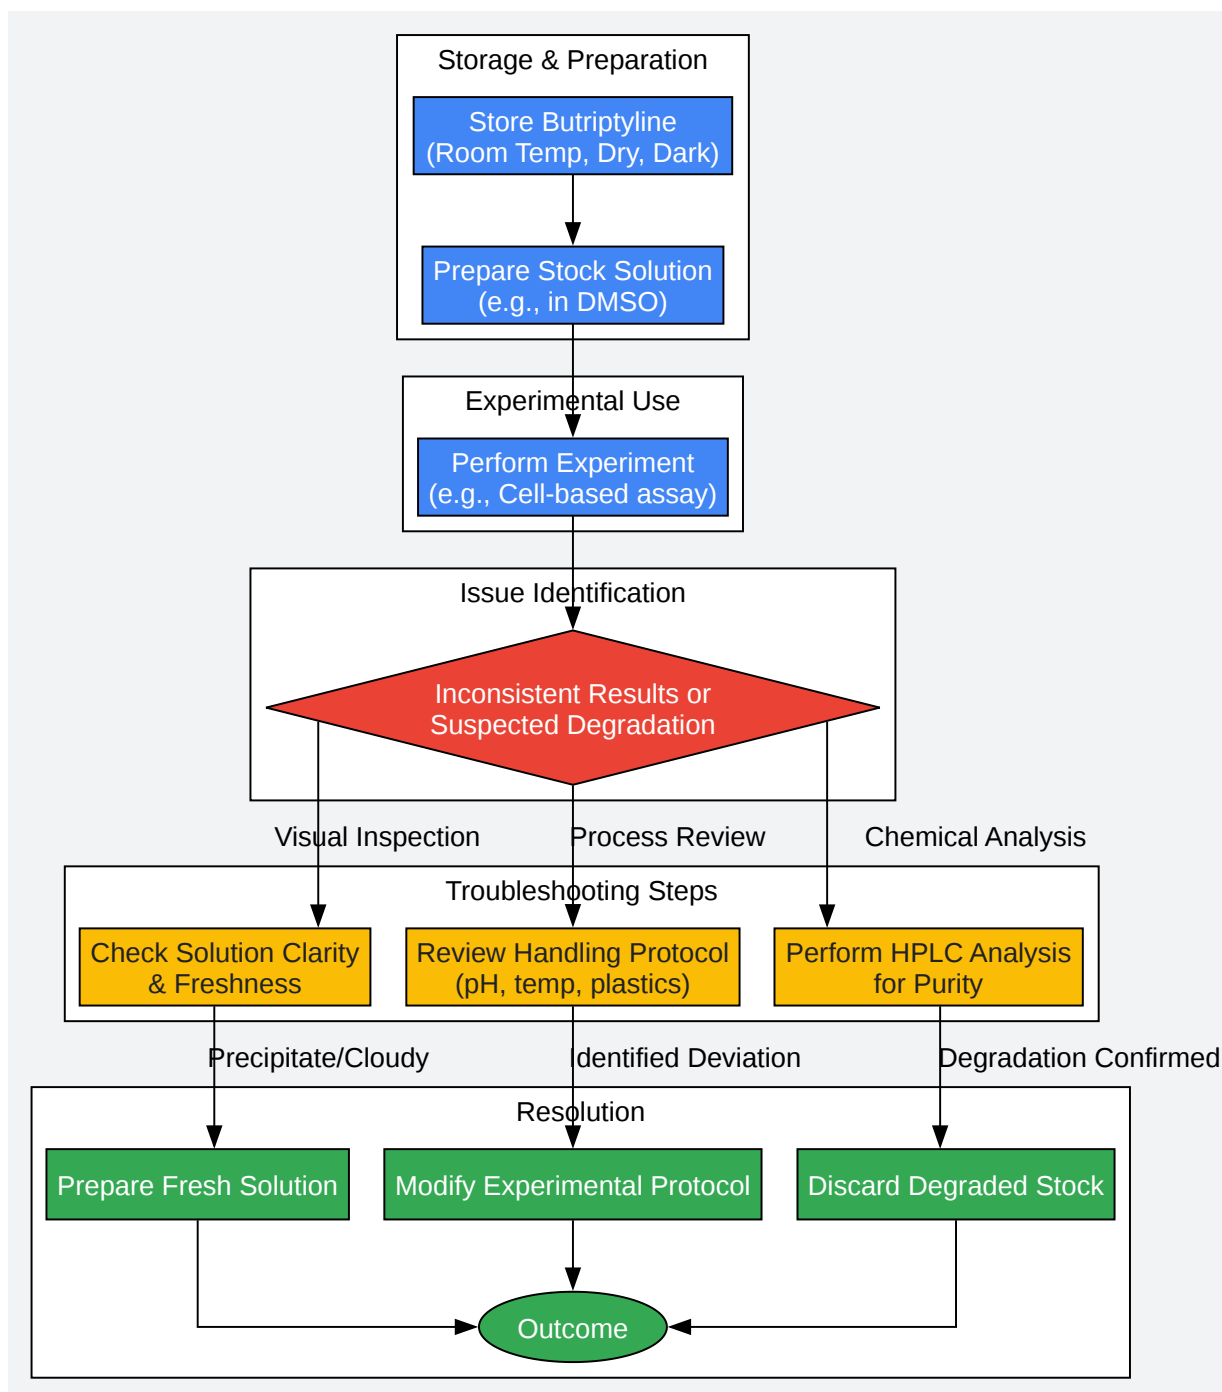 Storage & Preparation
Store Butriptyline
(Room Temp, Dry, Dark)
Prepare Stock Solution
(e.g., in DMSO)
Experimental Use
Perform Experiment
(e.g., Cell-based assay)
Issue Identification
Inconsistent Results or
Suspected Degradation
Visual Inspection
Process Review
Chemical Analysis
Troubleshooting Steps
Check Solution Clarity
& Freshness
Review Handling Protocol
(pH, temp, plastics)
Perform HPLC Analysis
for Purity
Precipitate/Cloudy
Identified Deviation
Degradation Confirmed
Resolution
Prepare Fresh Solution
Modify Experimental Protocol
Discard Degraded Stock
Outcome